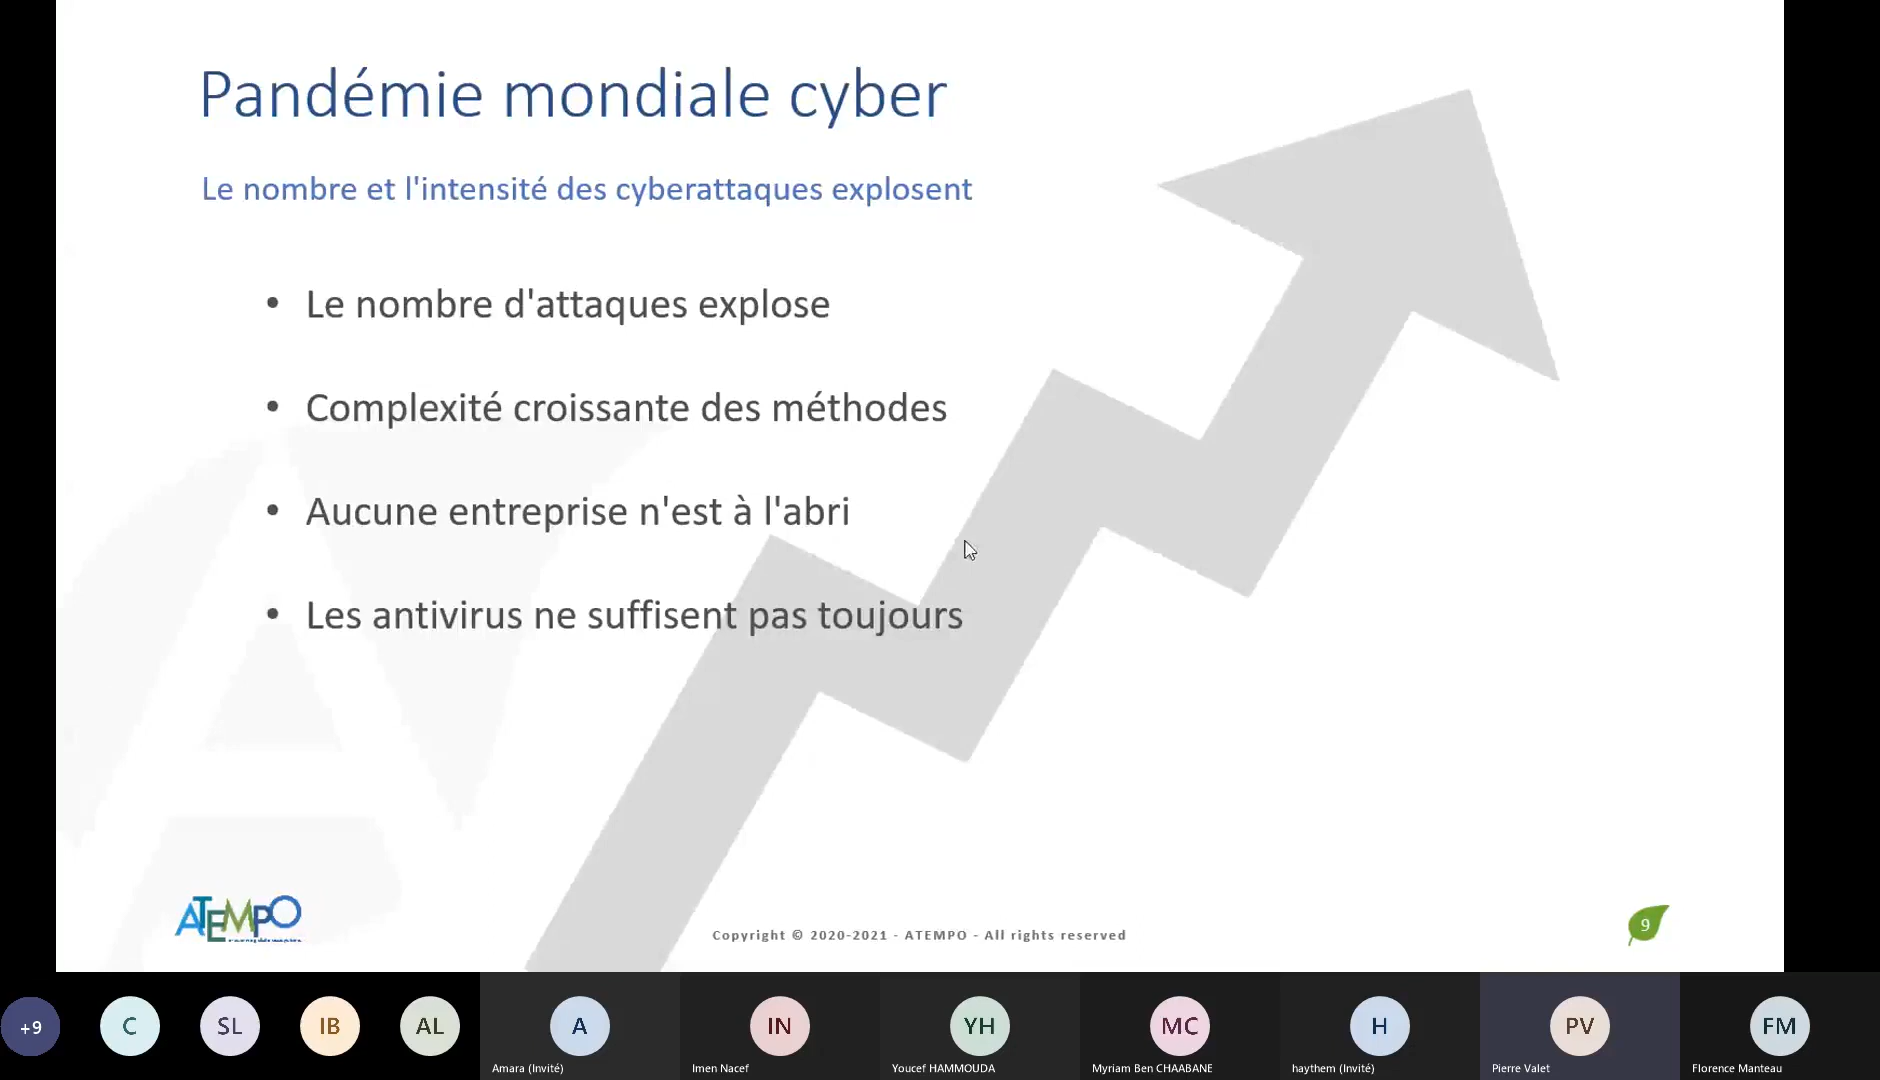 Pandémie mondiale cyber
Le nombre et l'intensité des cyberattaques explosent
• Le nombre d'attaques explose
• Complexité croissante des méthodes
• Aucune entreprise n'est à l'abri
• Les antivirus ne suffisent pas toujours
ATEMPO
Copyright © 2020-2021 - ATEMPO - All rights reserved
9
+9
C
SL
IB
AL
A
IN
YH
MC
H
PV
FM
Amara (Invité)
Imen Nacef
Youcef HAMMOUDA
Myriam Ben CHAABANE
haythem (Invité)
Pierre Valet
Florence Manteau